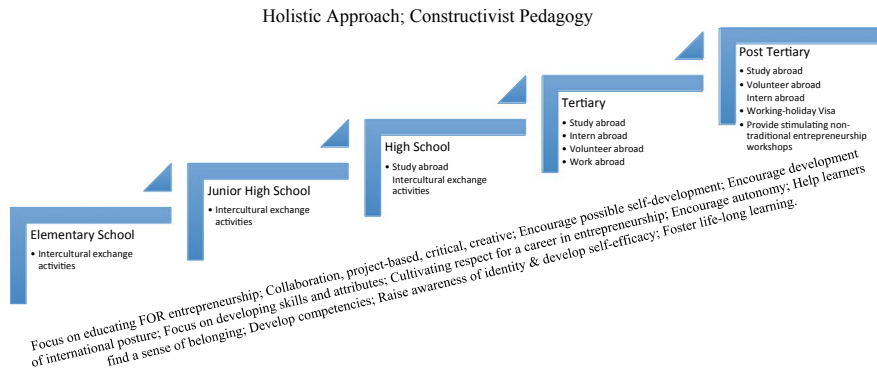 Holistic Approach; Constructivist Pedagogy
Elementary School
• Intercultural exchange
activities
Junior High School
• Intercultural exchange
activities
High School
• Study abroad
Intercultural exchange
activities
Tertiary
• Study abroad
• Intern abroad
• Volunteer abroad
• Work abroad
Post Tertiary
• Study abroad
• Volunteer abroad
Intern abroad
• Working-holiday Visa
• Provide stimulating non-
traditional entrepreneurship
workshops
Focus on educating FOR entrepreneurship; Collaboration, project-based, critical, creative; Encourage possible self-development; Encourage development
of international posture; Focus on developing skills and attributes; Cultivating respect for a career in entrepreneurship; Encourage autonomy; Help learners
find a sense of belonging; Develop competencies; Raise awareness of identity & develop self-efficacy; Foster life-long learning.